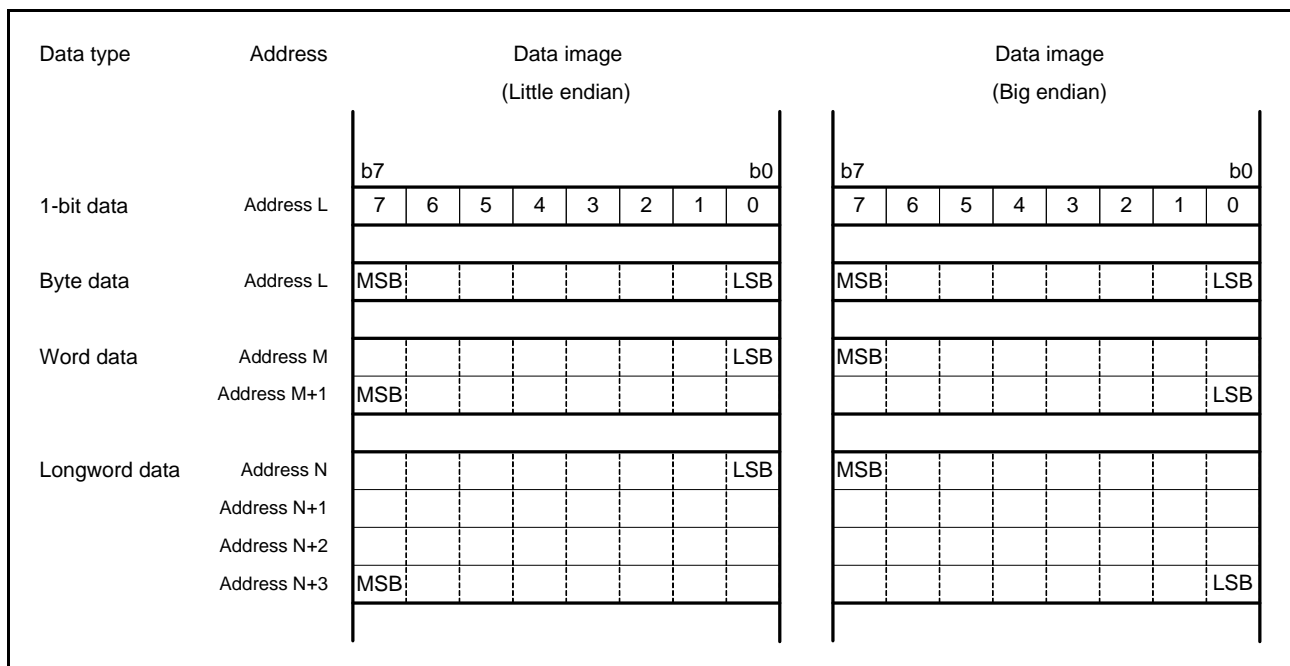 Data type Address Data image Data image
(Little endian) (Big endian)
b7 b0 b7 b0
1-bit data Address L 7 6 5 4 3 2 1 0 7 6 5 4 3 2 1 0
Byte data Address L MSB LSB MSB LSB
Word data Address M LSB MSB
Address M+1 MSB LSB
Longword data Address N LSB MSB
Address N+1
Address N+2
Address N+3 MSB LSB